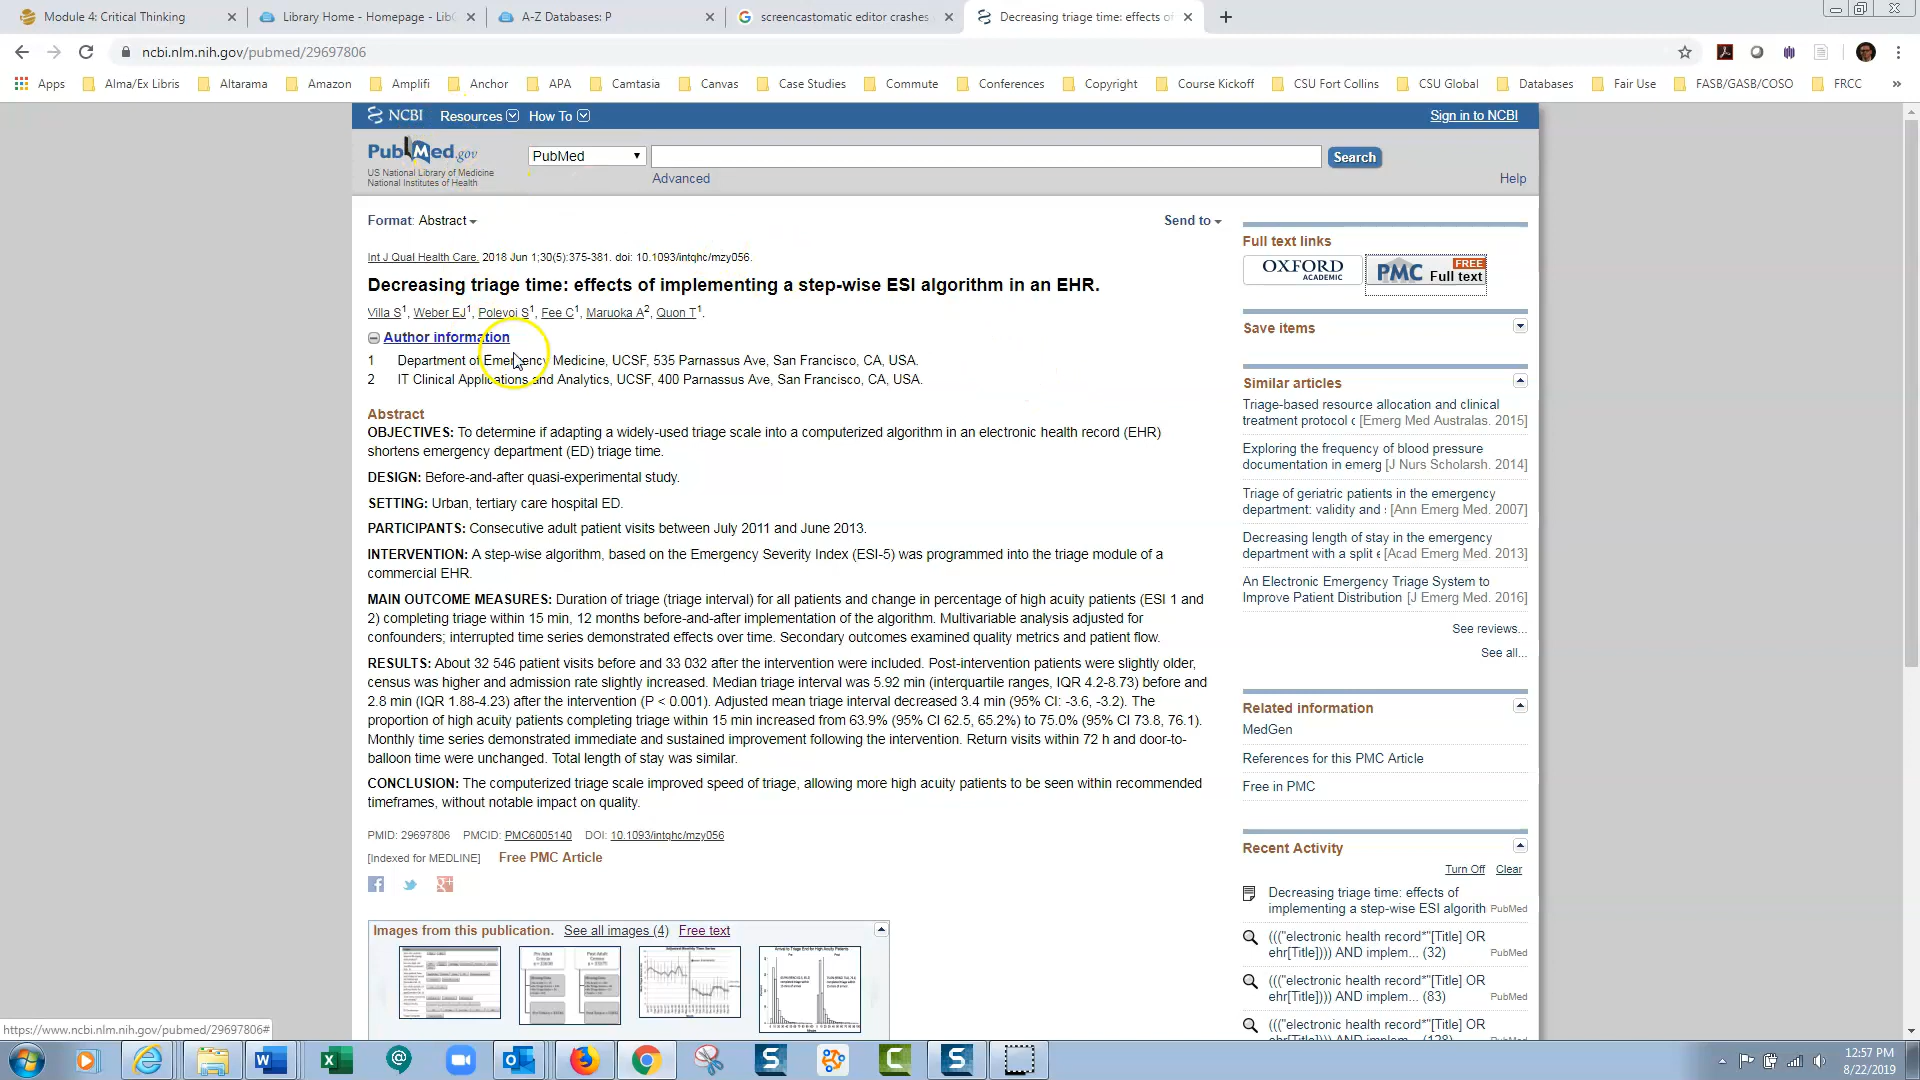 Module 4: Critical Thinking
Library Home - Homepage - Lib
A-Z Databases: P
screencastomatic editor crashes
Decreasing triage time: effects of
ncbi.nlm.nih.gov/pubmed/29697806
Apps Alma/Ex Libris Altarama Amazon Amplifi Anchor APA Camtasia Canvas Case Studies Commute Conferences Copyright Course Kickoff CSU Fort Collins CSU Global Databases Fair Use FASB/GASB/COSO FRCC »
NCBI Resources How To Sign in to NCBI
PubMed.gov
US National Library of Medicine
National Institutes of Health
PubMed
Search
Advanced
Help
Format: Abstract
Send to
Int J Qual Health Care. 2018 Jun 1;30(5):375-381. doi: 10.1093/intqhc/mzy056.
Decreasing triage time: effects of implementing a step-wise ESI algorithm in an EHR.
Villa S1, Weber EJ1, Polevoi S1, Fee C1, Maruoka A2, Quon T1.
Author information
1 Department of Emergency Medicine, UCSF, 535 Parnassus Ave, San Francisco, CA, USA.
2 IT Clinical Applications and Analytics, UCSF, 400 Parnassus Ave, San Francisco, CA, USA.
Abstract
OBJECTIVES: To determine if adapting a widely-used triage scale into a computerized algorithm in an electronic health record (EHR)
shortens emergency department (ED) triage time.
DESIGN: Before-and-after quasi-experimental study.
SETTING: Urban, tertiary care hospital ED.
PARTICIPANTS: Consecutive adult patient visits between July 2011 and June 2013.
INTERVENTION: A step-wise algorithm, based on the Emergency Severity Index (ESI-5) was programmed into the triage module of a
commercial EHR.
MAIN OUTCOME MEASURES: Duration of triage (triage interval) for all patients and change in percentage of high acuity patients (ESI 1 and
2) completing triage within 15 min, 12 months before-and-after implementation of the algorithm. Multivariable analysis adjusted for
confounders; interrupted time series demonstrated effects over time. Secondary outcomes examined quality metrics and patient flow.
RESULTS: About 32 546 patient visits before and 33 032 after the intervention were included. Post-intervention patients were slightly older,
census was higher and admission rate slightly increased. Median triage interval was 5.92 min (interquartile ranges, IQR 4.2-8.73) before and
2.8 min (IQR 1.88-4.23) after the intervention (P < 0.001). Adjusted mean triage interval decreased 3.4 min (95% CI: -3.6, -3.2). The
proportion of high acuity patients completing triage within 15 min increased from 63.9% (95% CI 62.5, 65.2%) to 75.0% (95% CI 73.8, 76.1).
Monthly time series demonstrated immediate and sustained improvement following the intervention. Return visits within 72 h and door-to-
balloon time were unchanged. Total length of stay was similar.
CONCLUSION: The computerized triage scale improved speed of triage, allowing more high acuity patients to be seen within recommended
timeframes, without notable impact on quality.
PMID: 29697806 PMCID: PMC6005140 DOI: 10.1093/intqhc/mzy056
[Indexed for MEDLINE] Free PMC Article
Images from this publication. See all images (4) Free text
Full text links
OXFORD
ACADEMIC
PMC FREE
Full text
Save items
Similar articles
Triage-based resource allocation and clinical
treatment protocol c [Emerg Med Australas. 2015]
Exploring the frequency of blood pressure
documentation in emerg [J Nurs Scholarsh. 2014]
Triage of geriatric patients in the emergency
department: validity and : [Ann Emerg Med. 2007]
Decreasing length of stay in the emergency
department with a split e [Acad Emerg Med. 2013]
An Electronic Emergency Triage System to
Improve Patient Distribution [J Emerg Med. 2016]
See reviews...
See all...
Related information
MedGen
References for this PMC Article
Free in PMC
Recent Activity
Turn Off Clear
Decreasing triage time: effects of
implementing a step-wise ESI algorith PubMed
((("electronic health record*"[Title] OR
ehr[Title]))) AND implem... (32) PubMed
((("electronic health record*"[Title] OR
ehr[Title]))) AND implem... (83) PubMed
((("electronic health record*"[Title] OR
https://www.ncbi.nlm.nih.gov/pubmed/29697806#
12:57 PM
8/22/2019